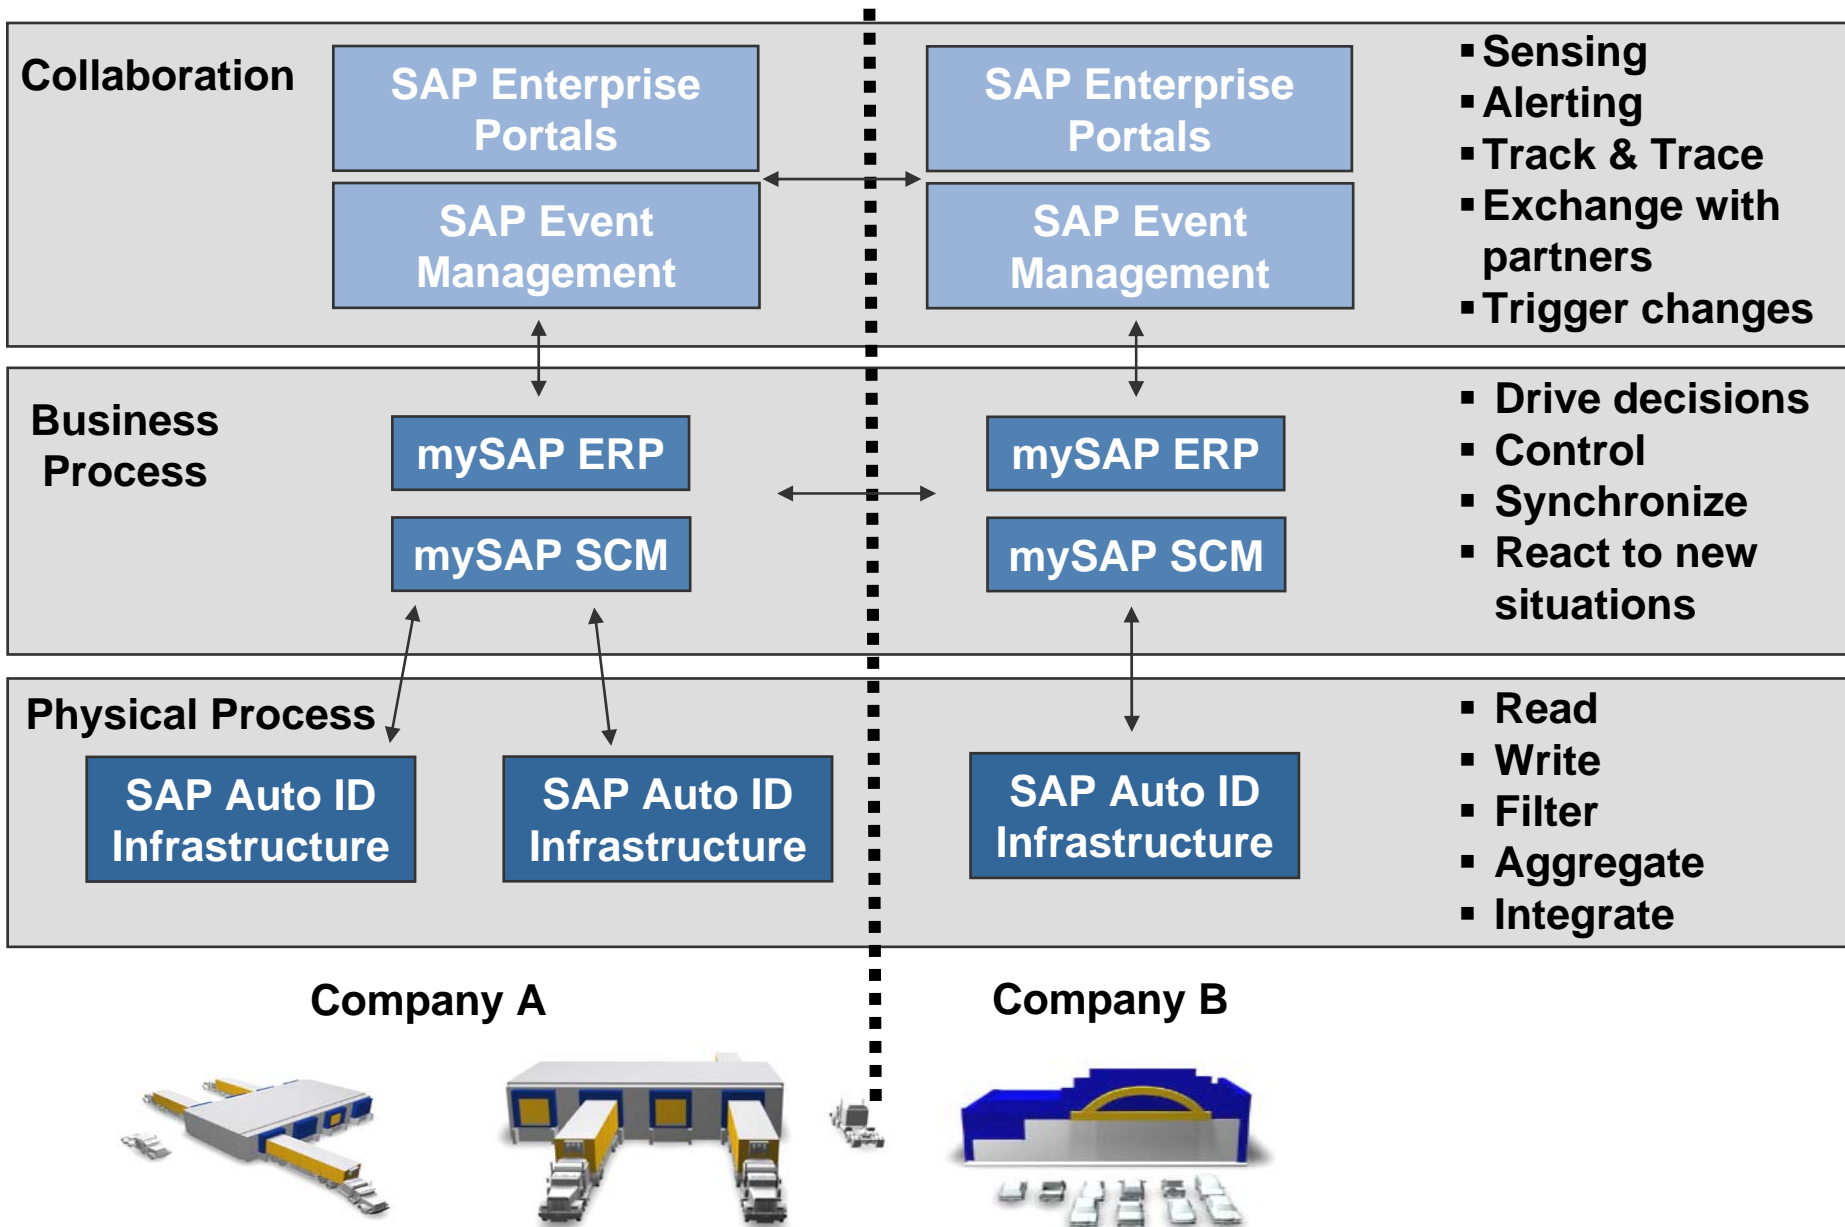 Collaboration
SAP Enterprise
Portals
SAP Event
Management
SAP Enterprise
Portals
SAP Event
Management
▪ Sensing
▪ Alerting
▪ Track & Trace
▪ Exchange with
partners
▪ Trigger changes
Business
Process
mySAP ERP
mySAP SCM
mySAP ERP
mySAP SCM
▪ Drive decisions
▪ Control
▪ Synchronize
▪ React to new
situations
Physical Process
SAP Auto ID
Infrastructure
SAP Auto ID
Infrastructure
SAP Auto ID
Infrastructure
▪ Read
▪ Write
▪ Filter
▪ Aggregate
▪ Integrate
Company A
Company B